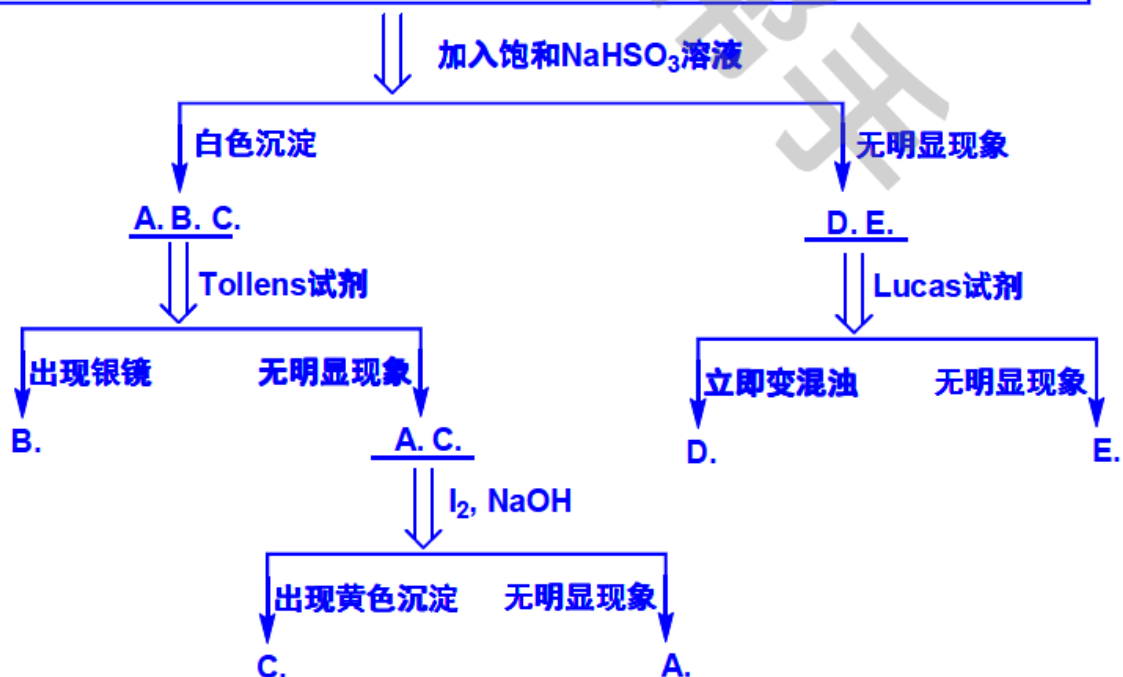 加入饱和NaHSO₃溶液
白色沉淀
无明显现象
A. B. C.
D. E.
Tollens试剂
Lucas试剂
出现银镜
无明显现象
立即变混浊
无明显现象
B.
A. C.
D.
E.
I₂, NaOH
出现黄色沉淀
无明显现象
C.
A.